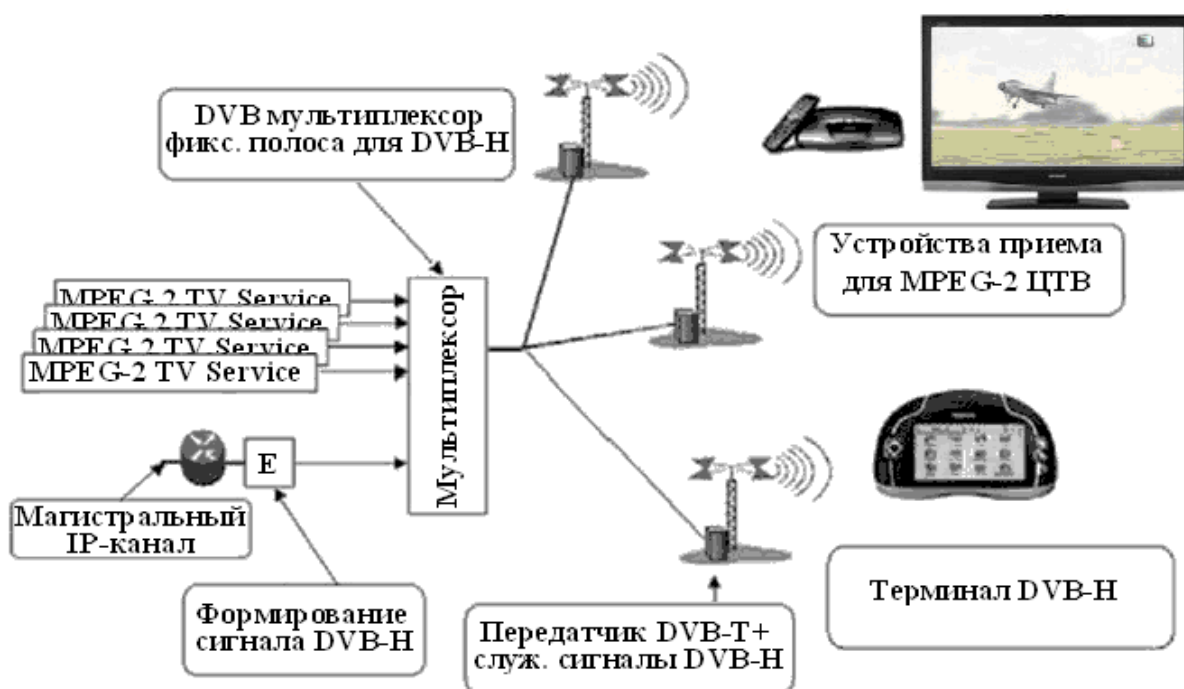 DVB мультиплексор
фикс. полоса для DVB-H
Устройства приема
для MPEG-2 ЦТВ
MPEG-2 TV Service
MPEG-2 TV Service
MPEG-2 TV Service
MPEG-2 TV Service
Мультиплексор
E
Магистральный
IP-канал
Формирование
сигнала DVB-H
Передатчик DVB-T+
служ. сигналы DVB-H
Терминал DVB-H